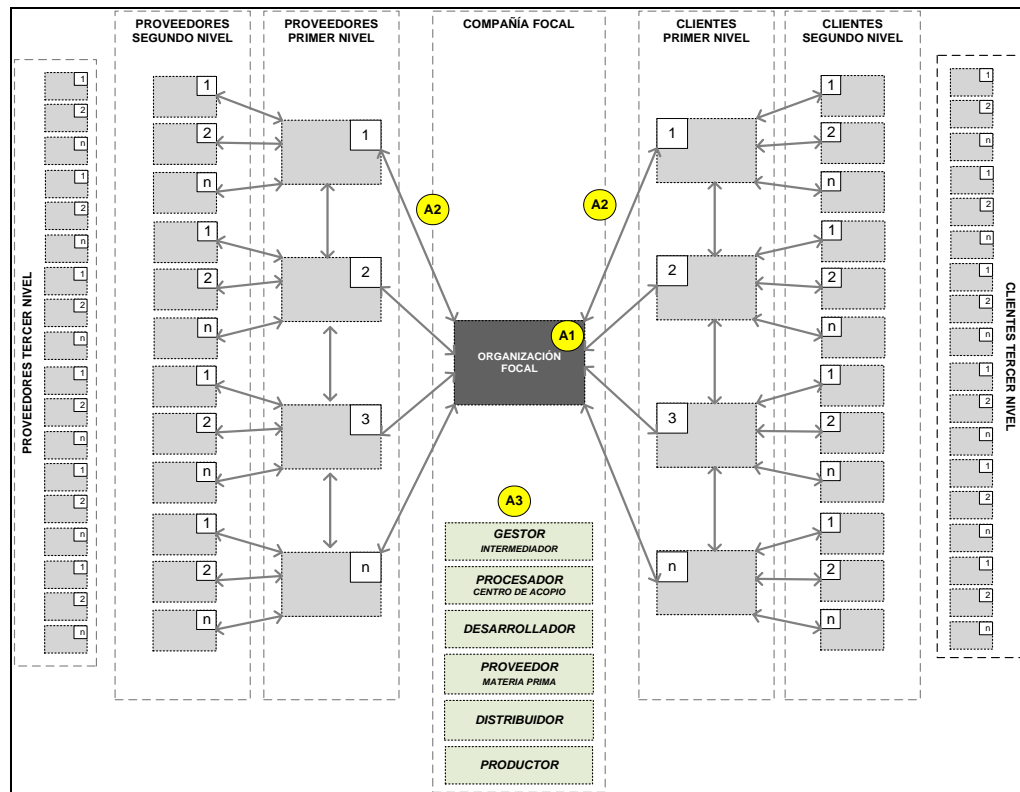 PROVEEDORES
SEGUNDO NIVEL
PROVEEDORES
PRIMER NIVEL
COMPAÑÍA FOCAL
CLIENTES
PRIMER NIVEL
CLIENTES
SEGUNDO NIVEL
PROVEEDORES TERCER NIVEL
1
2
n
1
2
n
1
2
n
1
2
n
1
2
n
1
2
n
1
2
n
1
2
n
1
2
n
1
2
n
1
2
3
n
A2
A2
A1
ORGANIZACIÓN
FOCAL
A3
GESTOR
INTERMEDIADOR
PROCESADOR
CENTRO DE ACOPIO
DESARROLLADOR
PROVEEDOR
MATERIA PRIMA
DISTRIBUIDOR
PRODUCTOR
1
2
3
n
1
2
n
1
2
n
1
2
n
1
2
n
1
2
n
1
2
n
1
2
n
1
2
n
1
2
n
1
2
n
CLIENTES TERCER NIVEL